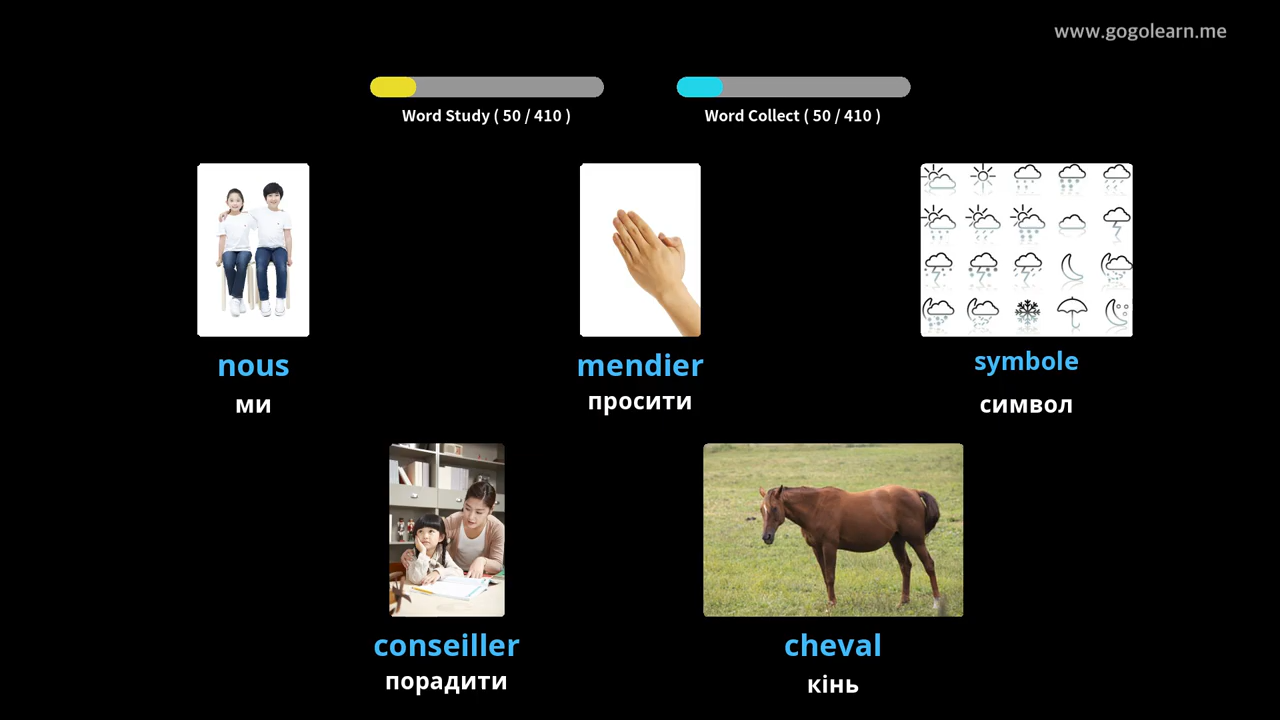 www.gogolearn.me
Word Study ( 50 / 410 )
Word Collect ( 50 / 410 )
nous
ми
mendier
просити
symbole
символ
conseiller
порадити
cheval
кінь